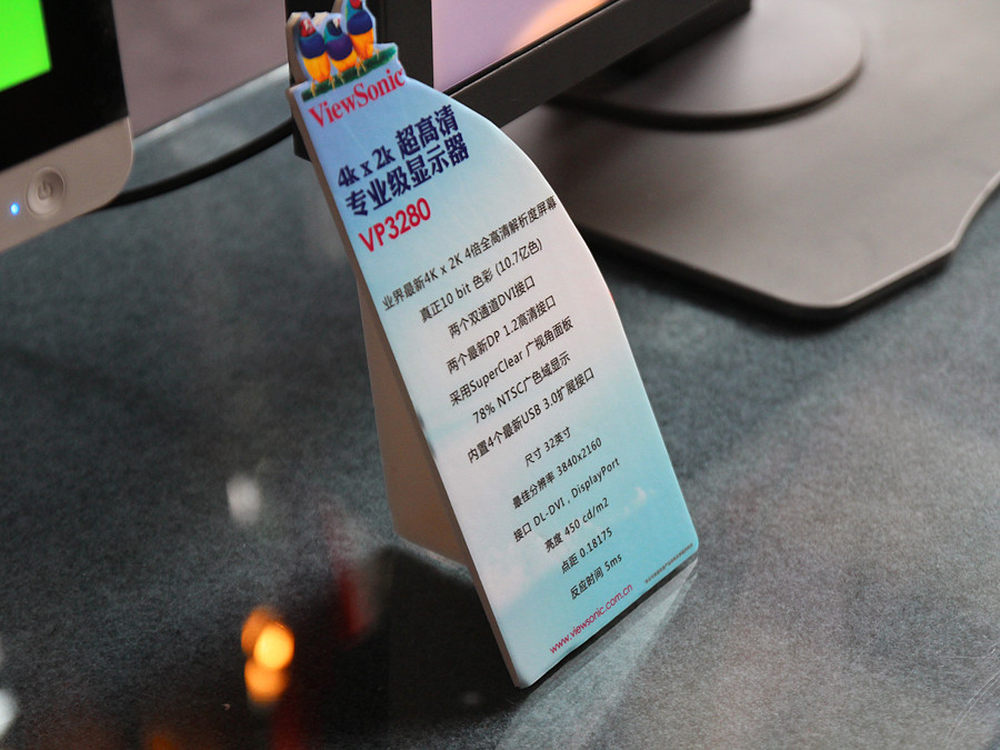 ViewSonic
4k x 2k 超高清
专业级显示器
VP3280
业界最新4K x 2K 4倍全高清解析度屏幕
真正10 bit 色彩 (10.7亿色)
两个双通道DVI接口
两个最新DP 1.2高清接口
采用SuperClear 广视角面板
78% NTSC广色域显示
内置4个最新USB 3.0扩展接口
尺寸 32英寸
最佳分辨率 3840x2160
接口 DL-DVI , DisplayPort
亮度 450 cd/m2
点距 0.18175
反应时间 5ms
www.viewsonic.com.cn